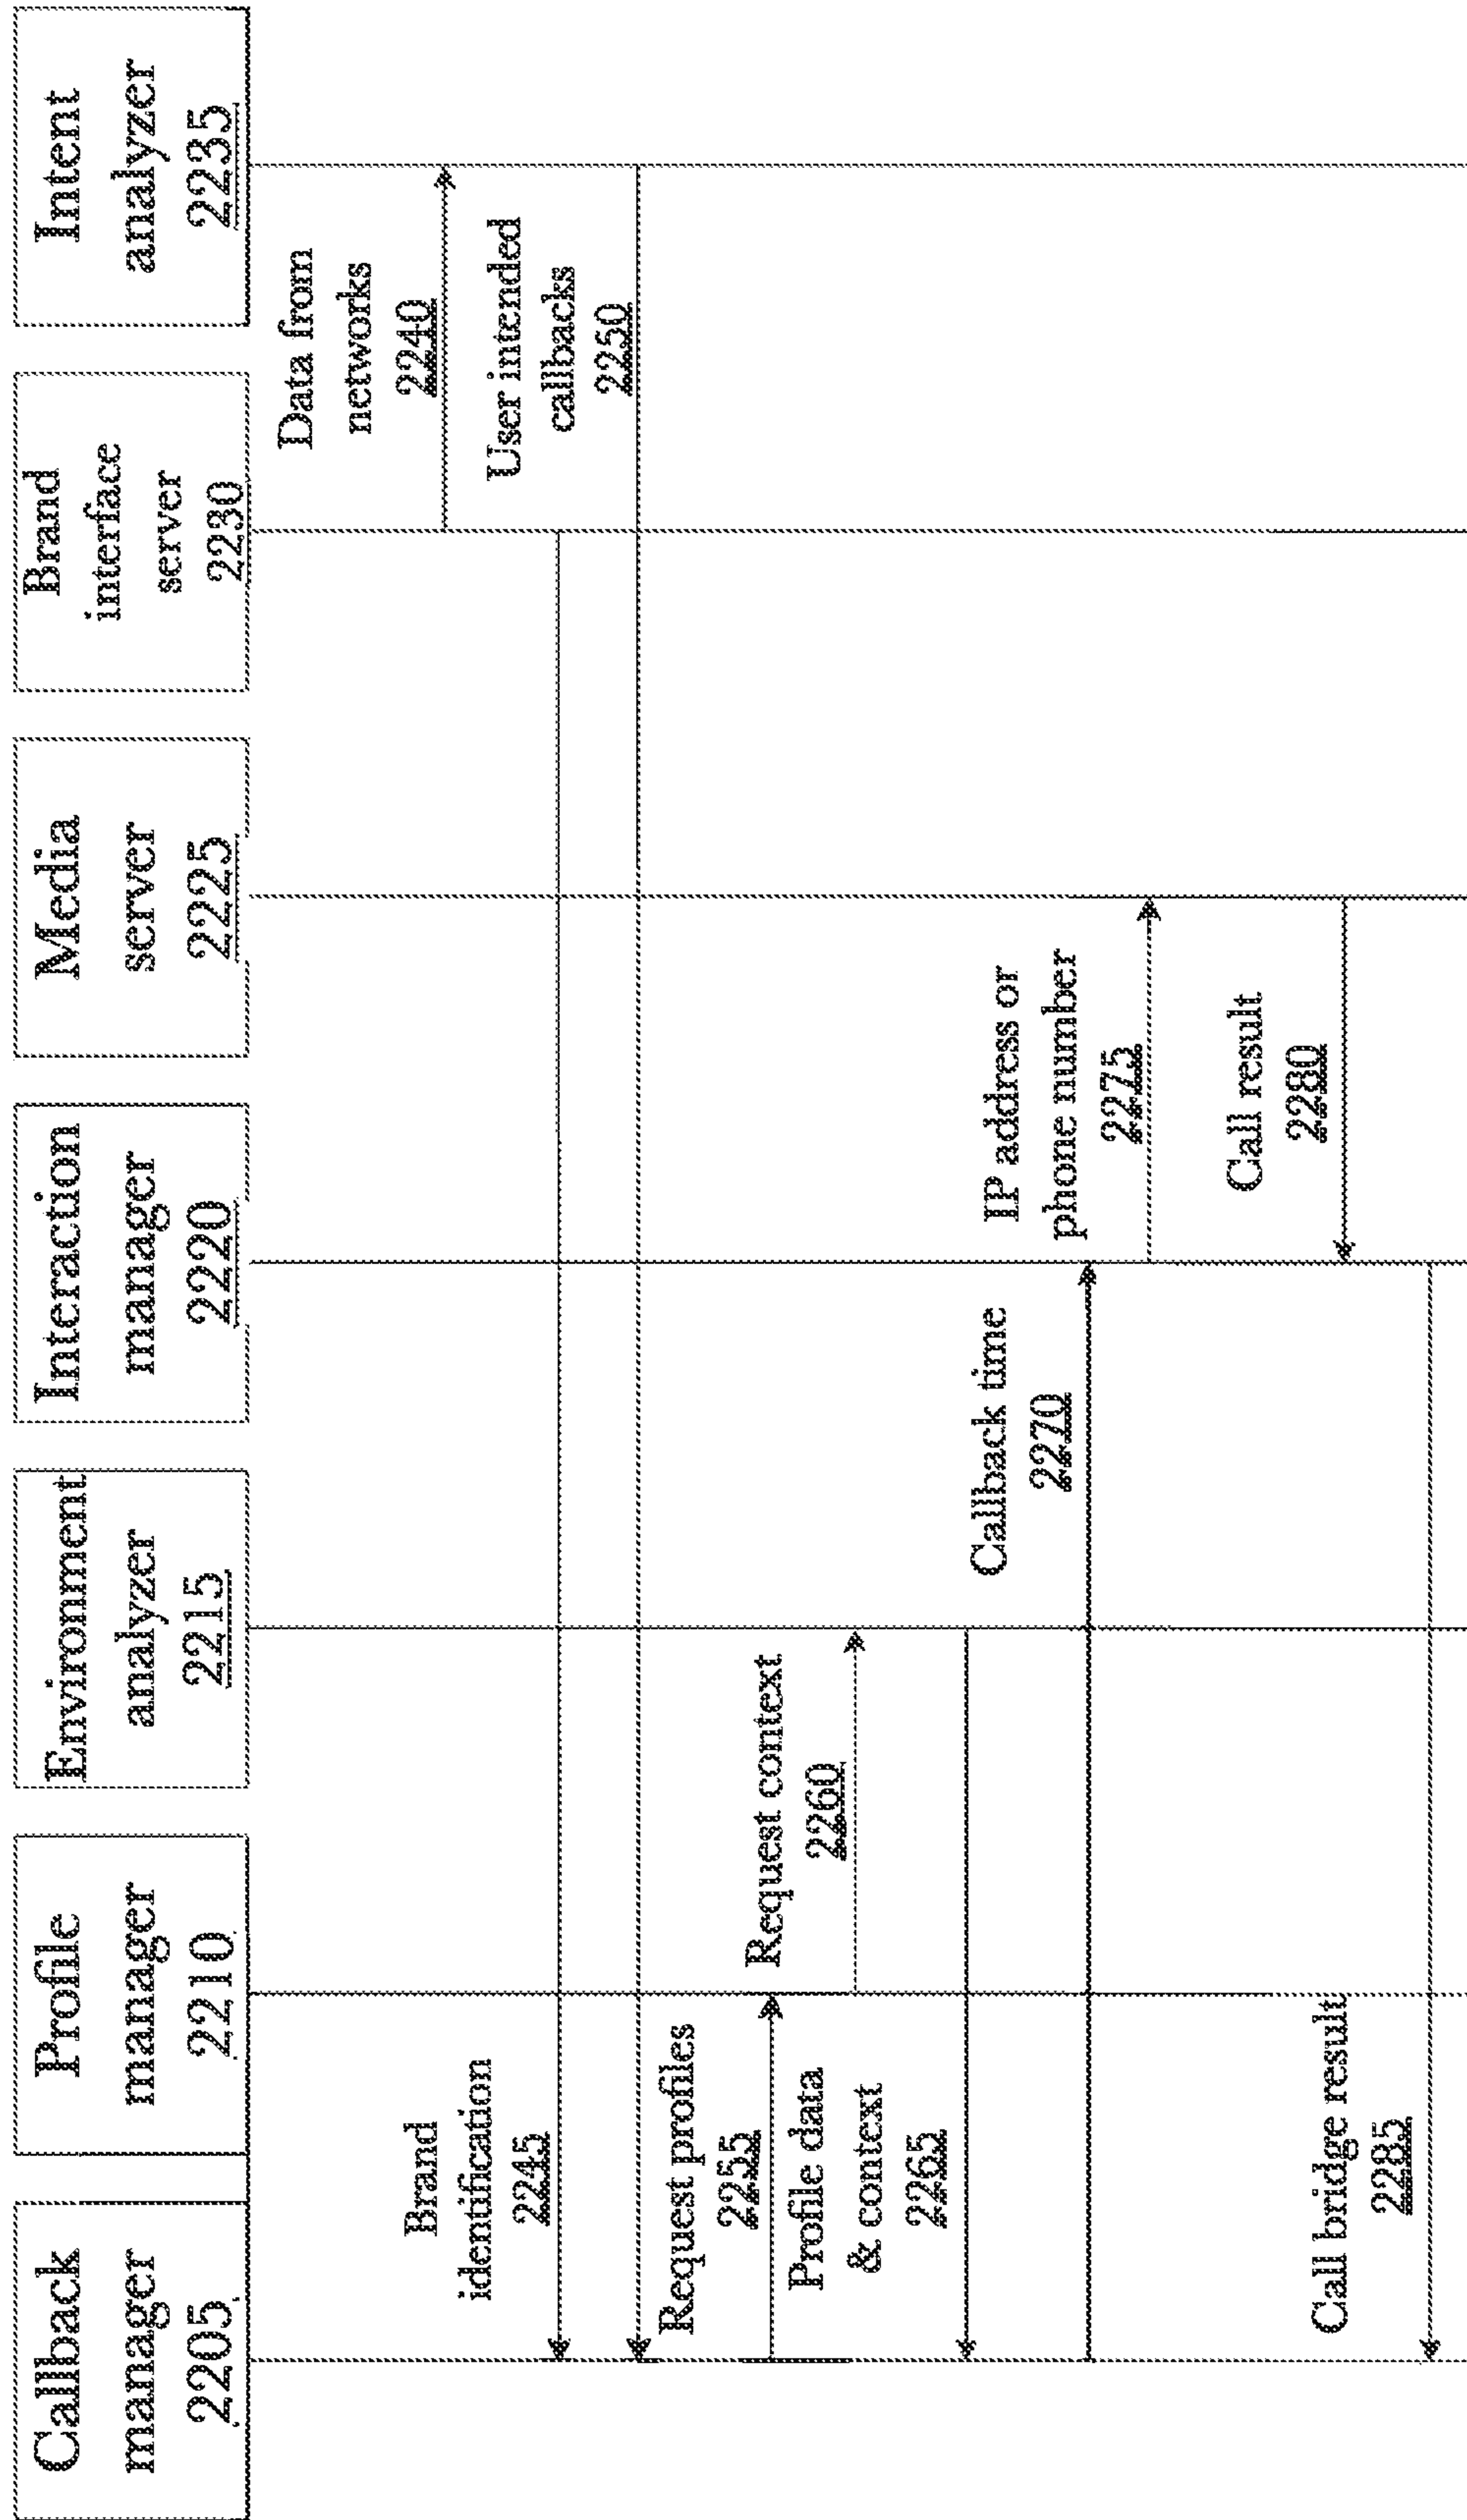 Callback
manager
2205
Profile
manager
2210
Environment
analyzer
2215
Interaction
manager
2220
Media
server
2225
Brand
interface
server
2230
Intent
analyzer
2235
Data from
networks
2240
Brand
identification
2245
User intended
callbacks
2250
Request profiles
2255
Request context
2260
Profile data
& context
2265
Callback time
2270
IP address or
phone number
2275
Call result
2280
Call bridge result
2285